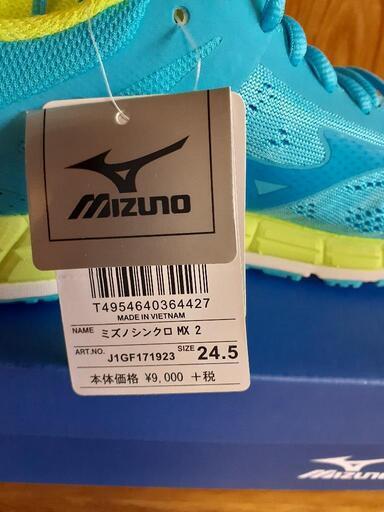 MIZUNO
T4954640364427
MADE IN VIETNAM
NAME ミズノシンクロ MX 2
ART.NO. J1GF171923 SIZE 24.5
本体価格 ¥9,000 +税
MIZUNO